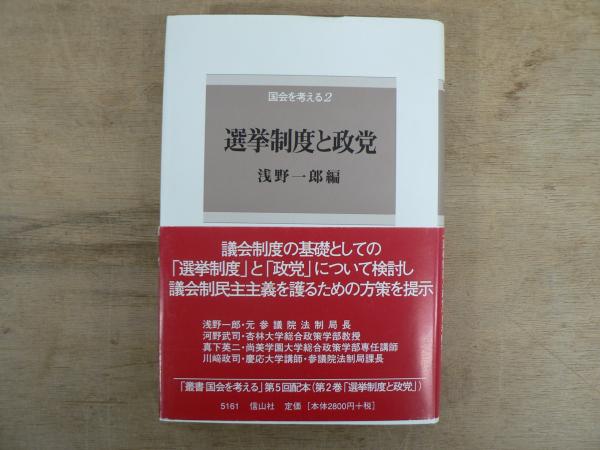 国会を考える2
選挙制度と政党
浅野一郎編
議会制度の基礎としての
「選挙制度」と「政党」について検討し
議会制民主主義を護るための方策を提示
浅野一郎・元参議院法制局長
河野武司・杏林大学総合政策学部教授
真下英二・尚美学園大学総合政策学部専任講師
川﨑政司・慶応大学講師・参議院法制局課長
「叢書 国会を考える」第5回配本(第2巻「選挙制度と政党」)
5161 信山社 定価 [本体2800円+税]